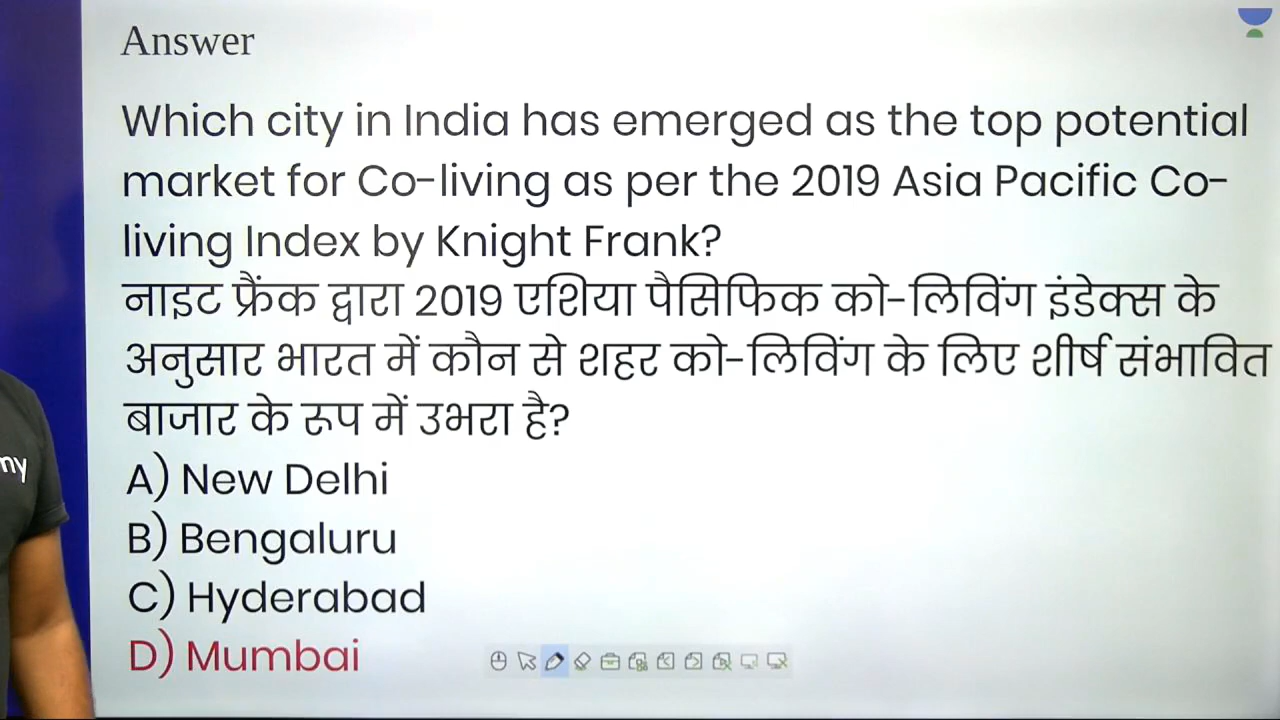 Answer
Which city in India has emerged as the top potential
market for Co-living as per the 2019 Asia Pacific Co-
living Index by Knight Frank?
नाइट फ्रैंक द्वारा 2019 एशिया पैसिफिक को-लिविंग इंडेक्स के
अनुसार भारत में कौन से शहर को-लिविंग के लिए शीर्ष संभावित
बाजार के रूप में उभरा है?
A) New Delhi
B) Bengaluru
C) Hyderabad
D) Mumbai
my